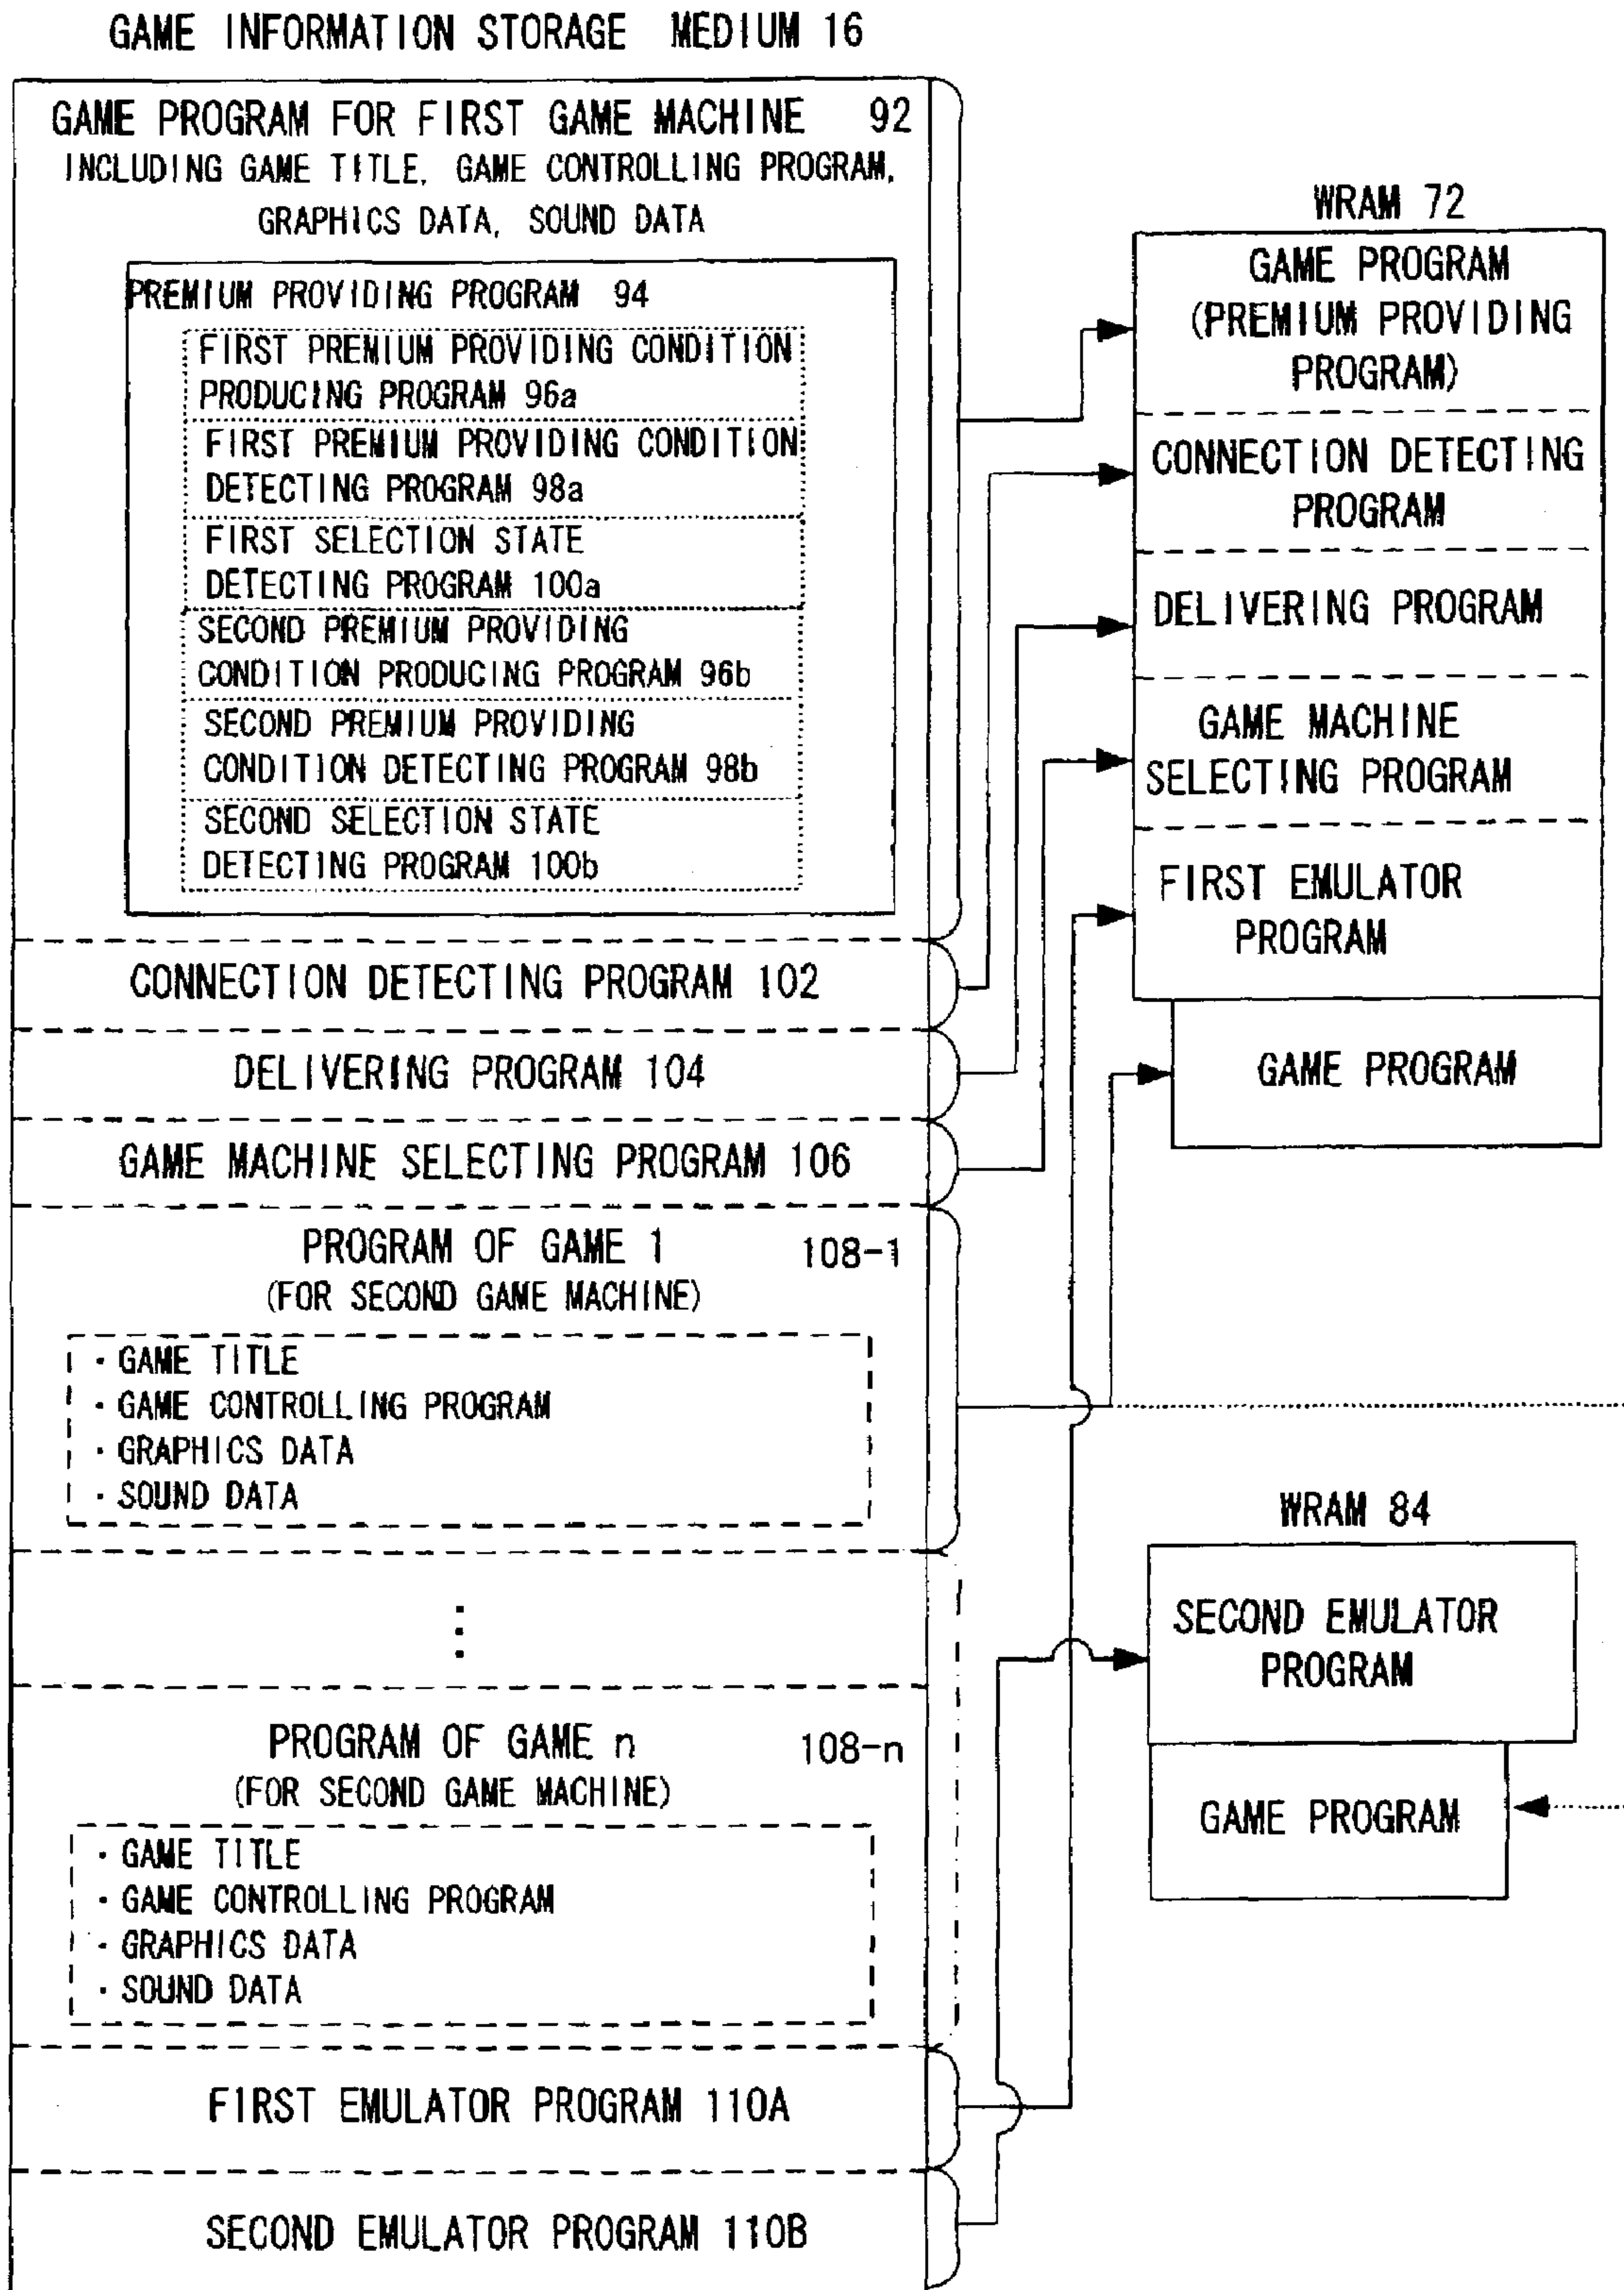 GAME INFORMATION STORAGE MEDIUM 16
GAME PROGRAM FOR FIRST GAME MACHINE 92
INCLUDING GAME TITLE, GAME CONTROLLING PROGRAM,
GRAPHICS DATA, SOUND DATA
PREMIUM PROVIDING PROGRAM 94
FIRST PREMIUM PROVIDING CONDITION
PRODUCING PROGRAM 96a
FIRST PREMIUM PROVIDING CONDITION
DETECTING PROGRAM 98a
FIRST SELECTION STATE
DETECTING PROGRAM 100a
SECOND PREMIUM PROVIDING
CONDITION PRODUCING PROGRAM 96b
SECOND PREMIUM PROVIDING
CONDITION DETECTING PROGRAM 98b
SECOND SELECTION STATE
DETECTING PROGRAM 100b
CONNECTION DETECTING PROGRAM 102
DELIVERING PROGRAM 104
GAME MACHINE SELECTING PROGRAM 106
PROGRAM OF GAME 1 108-1
(FOR SECOND GAME MACHINE)
・GAME TITLE
・GAME CONTROLLING PROGRAM
・GRAPHICS DATA
・SOUND DATA
PROGRAM OF GAME n 108-n
(FOR SECOND GAME MACHINE)
・GAME TITLE
・GAME CONTROLLING PROGRAM
・GRAPHICS DATA
・SOUND DATA
FIRST EMULATOR PROGRAM 110A
SECOND EMULATOR PROGRAM 110B
WRAM 72
GAME PROGRAM
(PREMIUM PROVIDING
PROGRAM)
CONNECTION DETECTING
PROGRAM
DELIVERING PROGRAM
GAME MACHINE
SELECTING PROGRAM
FIRST EMULATOR
PROGRAM
GAME PROGRAM
WRAM 84
SECOND EMULATOR
PROGRAM
GAME PROGRAM